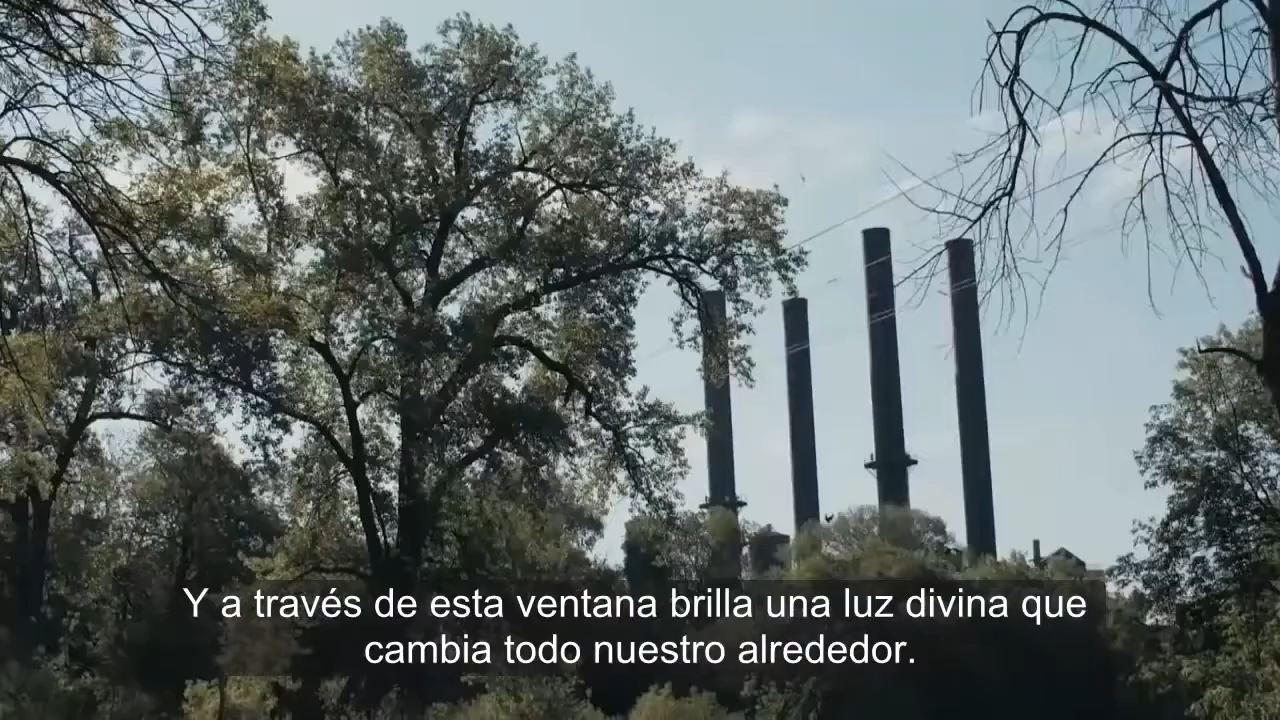 Y a través de esta ventana brilla una luz divina que
cambia todo nuestro alrededor.